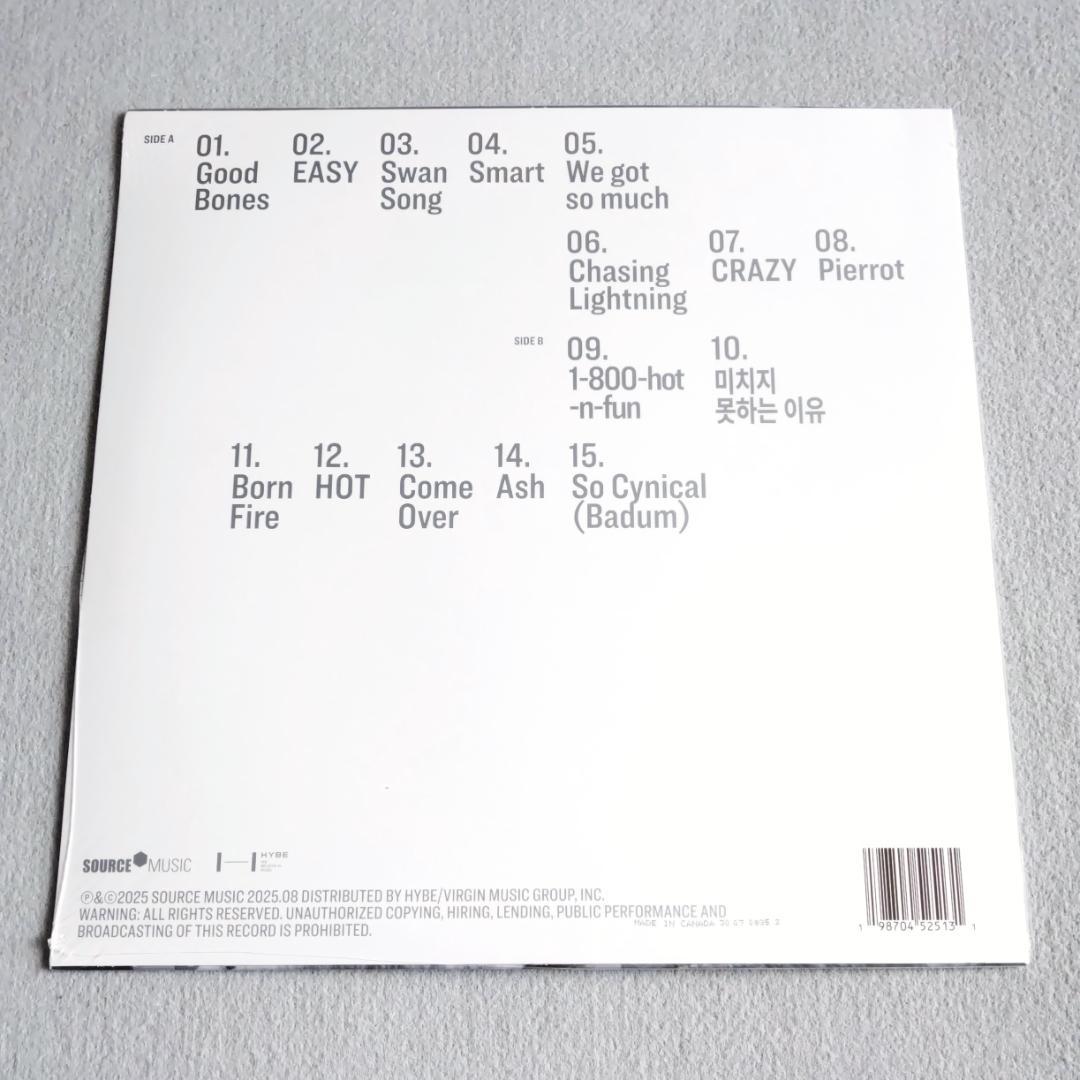 SIDE A
01.
Good
Bones
02.
EASY
03.
Swan
Song
04.
Smart
05.
We got
so much
06.
Chasing
Lightning
07.
CRAZY
08.
Pierrot
SIDE B
09.
1-800-hot
-n-fun
10.
미치지
못하는 이유
11.
Born
Fire
12.
HOT
13.
Come
Over
14.
Ash
15.
So Cynical
(Badum)
SOURCE MUSIC
HYBE
Ⓟ&©2025 SOURCE MUSIC 2025.08 DISTRIBUTED BY HYBE/VIRGIN MUSIC GROUP, INC.
WARNING: ALL RIGHTS RESERVED. UNAUTHORIZED COPYING, HIRING, LENDING, PUBLIC PERFORMANCE AND
BROADCASTING OF THIS RECORD IS PROHIBITED.
MADE IN CANADA
1 98704 52513 1